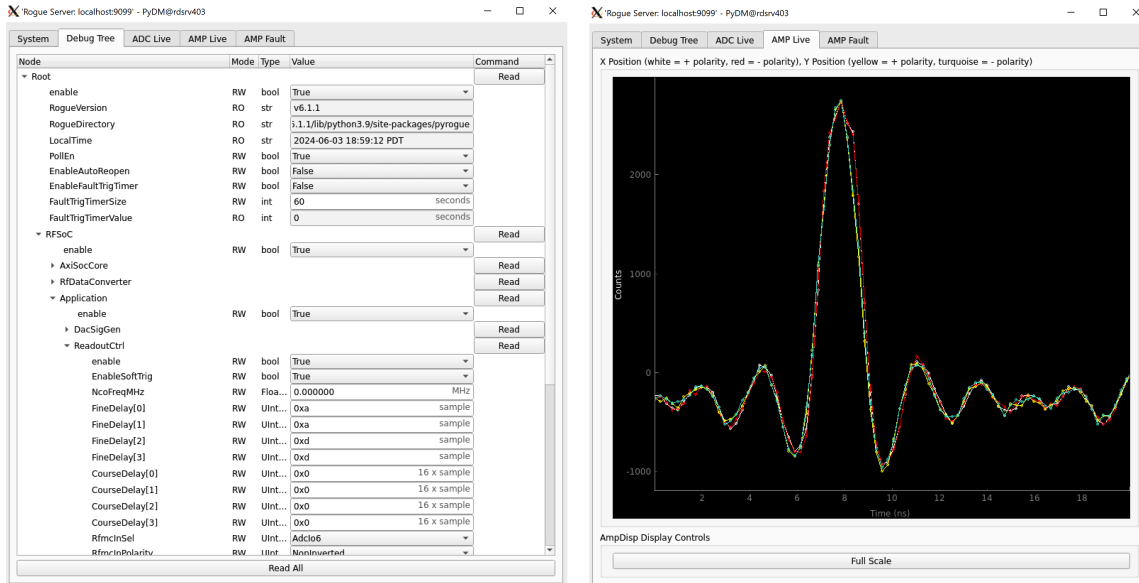 'Rogue Server: localhost:9099' - PyDM@rdsrv403
System Debug Tree ADC Live AMP Live AMP Fault
Node Mode Type Value Command
Root Read
enable RW bool True
RogueVersion RO str v6.1.1
RogueDirectory RO str 5.1.1/lib/python3.9/site-packages/pyrogue
LocalTime RO str 2024-06-03 18:59:12 PDT
PollEn RW bool True
EnableAutoReopen RW bool False
EnableFaultTrigTimer RW bool False
FaultTrigTimerSize RW int 60 seconds
FaultTrigTimerValue RO int 0 seconds
RFSoC Read
enable RW bool True
AxiSocCore Read
RfDataConverter Read
Application Read
enable RW bool True
DacSigGen Read
ReadoutCtrl Read
enable RW bool True
EnableSoftTrig RW bool True
NcoFreqMHz RW Floa... 0.000000 MHz
FineDelay[0] RW UInt... 0xa sample
FineDelay[1] RW UInt... 0xa sample
FineDelay[2] RW UInt... 0xd sample
FineDelay[3] RW UInt... 0xd sample
CourseDelay[0] RW UInt... 0x0 16 x sample
CourseDelay[1] RW UInt... 0x0 16 x sample
CourseDelay[2] RW UInt... 0x0 16 x sample
CourseDelay[3] RW UInt... 0x0 16 x sample
RfmcInSel RW UInt... AdcIo6
RfmcInPolarity RW UInt... NonInverted
Read All
'Rogue Server: localhost:9099' - PyDM@rdsrv403
System Debug Tree ADC Live AMP Live AMP Fault
X Position (white = + polarity, red = - polarity), Y Position (yellow = + polarity, turquoise = - polarity)
2000
1000
0
-1000
Counts
2 4 6 8 10 12 14 16 18
Time (ns)
AmpDisp Display Controls
Full Scale